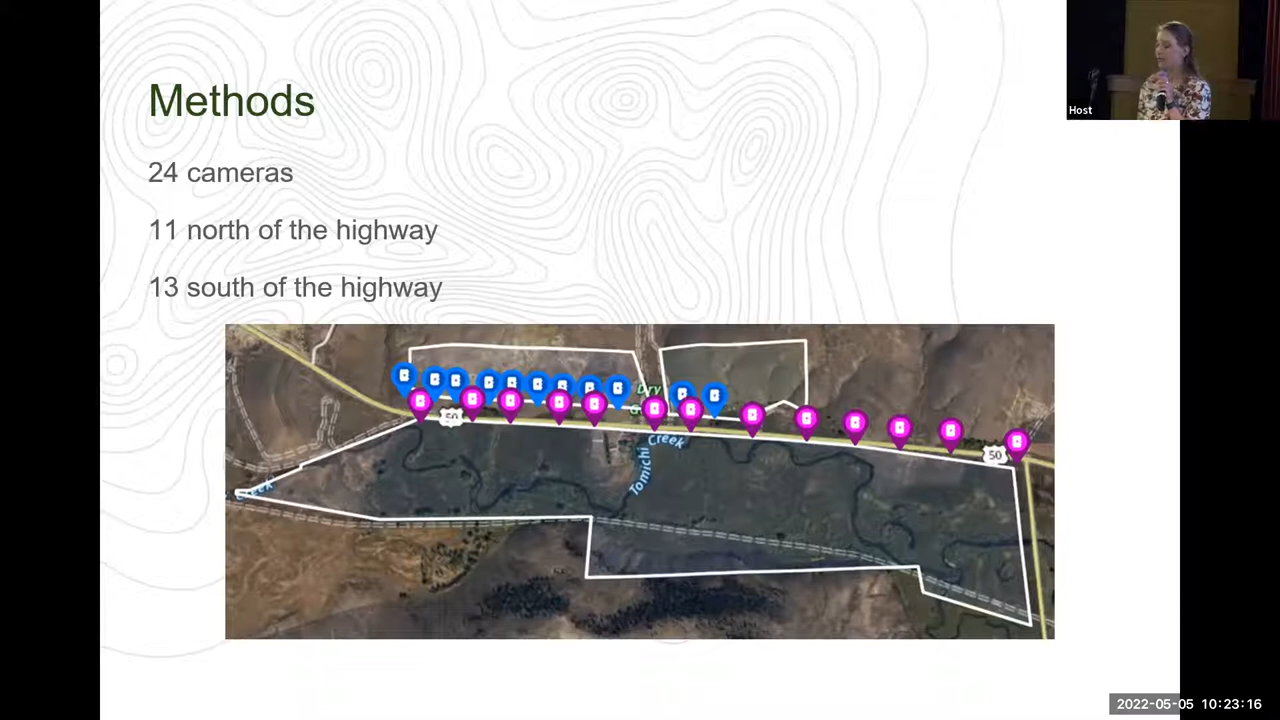 Host
Methods
24 cameras
11 north of the highway
13 south of the highway
Dry
G
50
Tomichi
Creek
50
Creek
2022-05-05 10:23:16